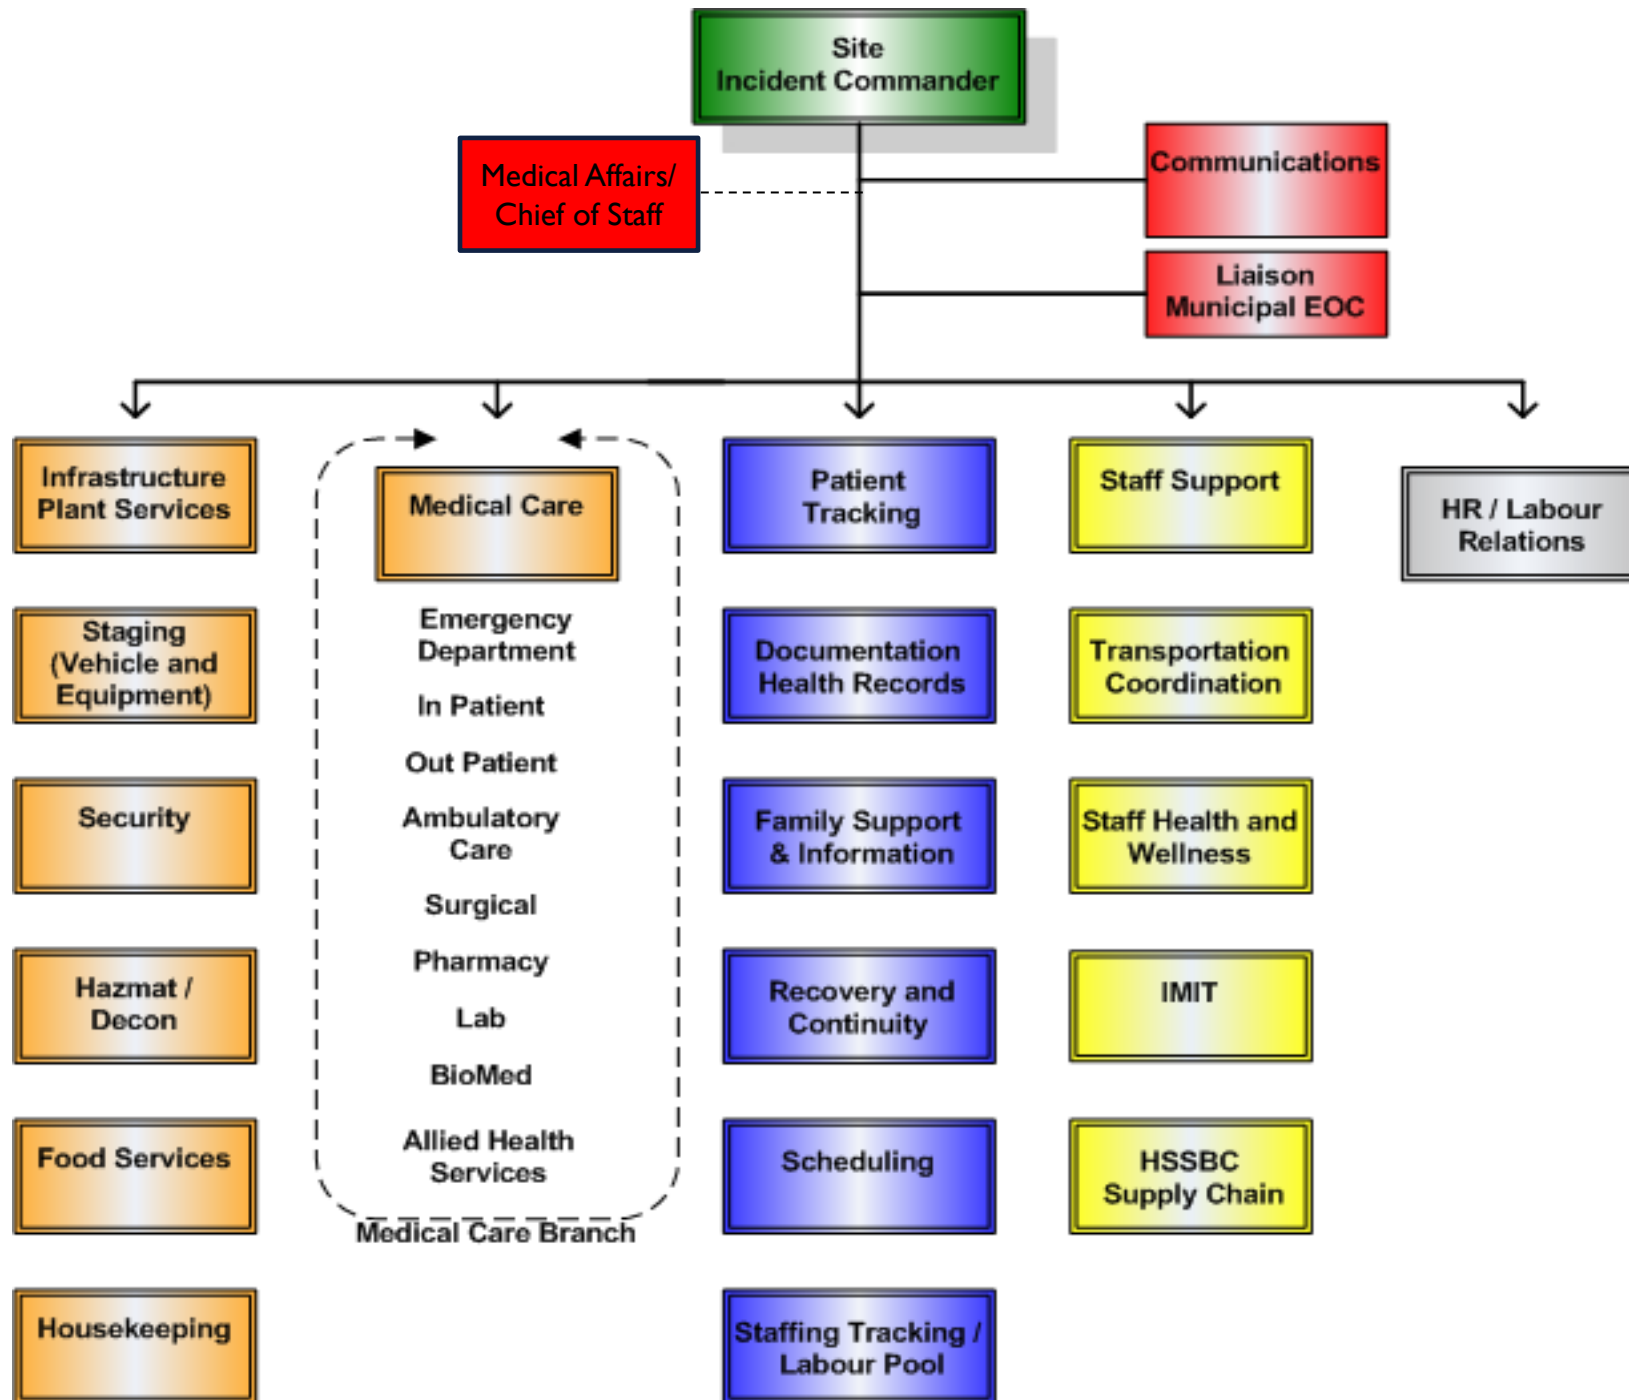 Site
Incident Commander
Medical Affairs/
Chief of Staff
Communications
Liaison
Municipal EOC
Infrastructure
Plant Services
Staging
(Vehicle and
Equipment)
Security
Hazmat /
Decon
Food Services
Housekeeping
Medical Care
Emergency
Department
In Patient
Out Patient
Ambulatory
Care
Surgical
Pharmacy
Lab
BioMed
Allied Health
Services
Medical Care Branch
Patient
Tracking
Documentation
Health Records
Family Support
& Information
Recovery and
Continuity
Scheduling
Staffing Tracking /
Labour Pool
Staff Support
Transportation
Coordination
Staff Health and
Wellness
IMIT
HSSBC
Supply Chain
HR / Labour
Relations